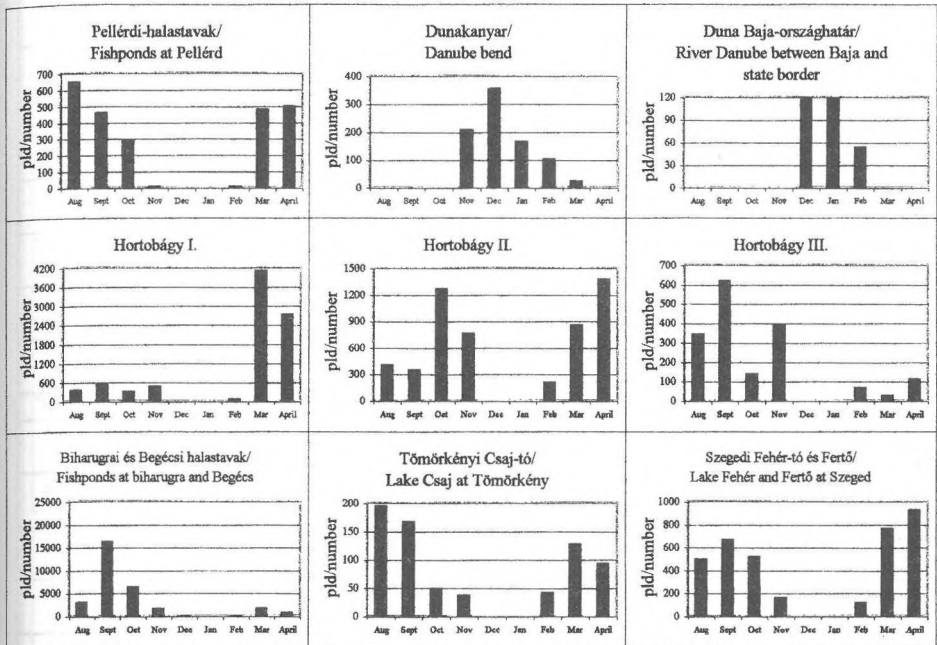 Pellérdi-halastavak/
Fishponds at Pellérd
pld/number
700
600
500
400
300
200
100
0
Aug Sept Oct Nov Dec Jan Feb Mar April
Dunakanyar/
Danube bend
pld/number
400
300
200
100
0
Aug Sept Oct Nov Dec Jan Feb Mar April
Duna Baja-országhatár/
River Danube between Baja and
state border
pld/number
120
90
60
30
0
Aug Sept Oct Nov Dec Jan Feb Mar April
Hortobágy I.
pld/number
4200
3600
3000
2400
1800
1200
600
0
Aug Sept Oct Nov Dec Jan Feb Mar April
Hortobágy II.
pld/number
1500
1200
900
600
300
0
Aug Sept Oct Nov Dec Jan Feb Mar April
Hortobágy III.
pld/number
700
600
500
400
300
200
100
0
Aug Sept Oct Nov Dec Jan Feb Mar April
Biharugrai és Begécsi halastavak/
Fishponds at biharugra and Begécs
pld/number
25000
20000
15000
10000
5000
0
Aug Sept Oct Nov Dec Jan Feb Mar April
Tömörkényi Csaj-tó/
Lake Csaj at Tömörkény
pld/number
200
150
100
50
0
Aug Sept Oct Nov Dec Jan Feb Mar April
Szegedi Fehér-tó és Fertő/
Lake Fehér and Fertő at Szeged
pld/number
1000
800
600
400
200
0
Aug Sept Oct Nov Dec Jan Feb Mar April